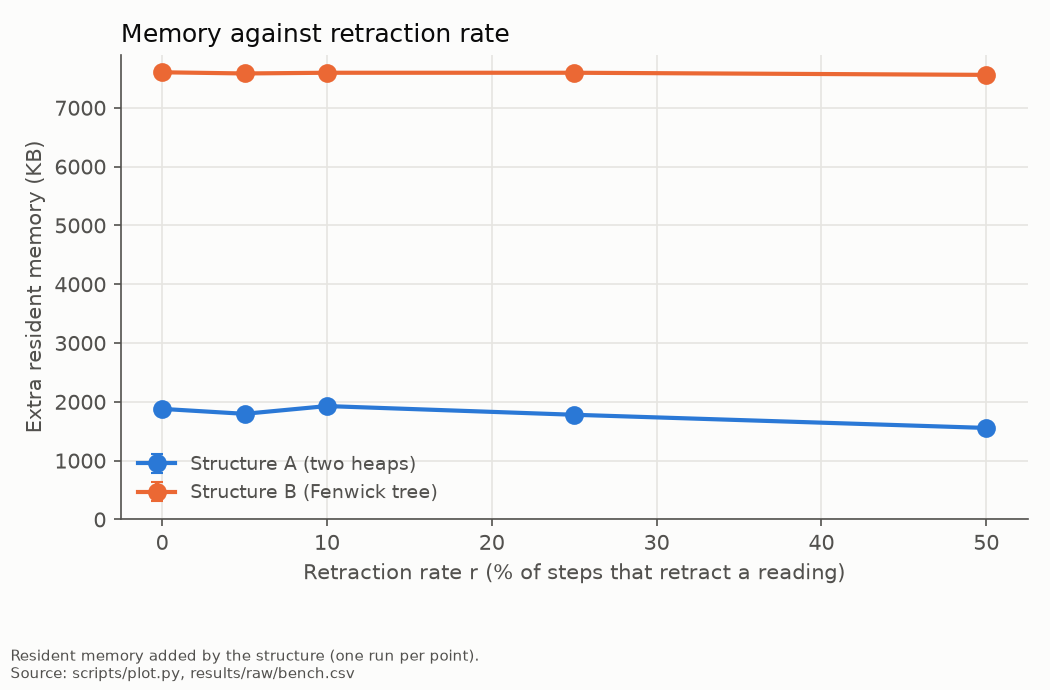 Memory against retraction rate
Extra resident memory (KB)
7000
6000
5000
4000
3000
2000
1000
0
Structure A (two heaps)
Structure B (Fenwick tree)
0 10 20 30 40 50
Retraction rate r (% of steps that retract a reading)
Resident memory added by the structure (one run per point).
Source: scripts/plot.py, results/raw/bench.csv